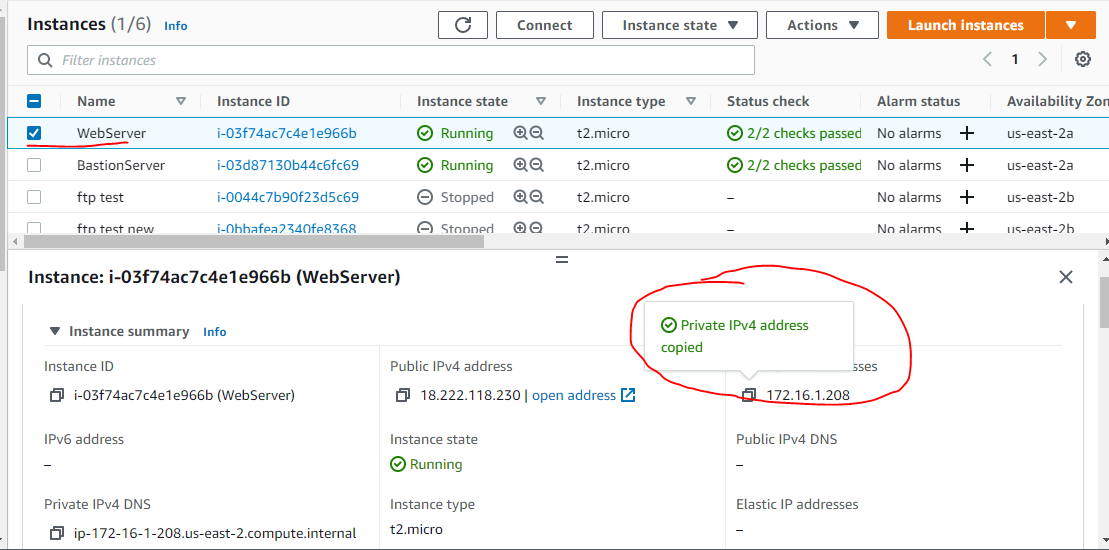 Instances (1/6) Info
Connect Instance state Actions Launch instances
Filter instances
1
Name Instance ID Instance state Instance type Status check Alarm status Availability Zon
WebServer i-03f74ac7c4e1e966b Running t2.micro 2/2 checks passed No alarms + us-east-2a
BastionServer i-03d87130b44c6fc69 Running t2.micro 2/2 checks passed No alarms + us-east-2a
ftp test i-0044c7b90f23d5c69 Stopped t2.micro – No alarms + us-east-2b
ftp test new i-0bbafea2340fe8368 Stopped t2.micro – No alarms + us-east-2b
Instance: i-03f74ac7c4e1e966b (WebServer)
Private IPv4 address
copied
Instance summary Info
Instance ID
i-03f74ac7c4e1e966b (WebServer)
Public IPv4 address
18.222.118.230 | open address
172.16.1.208
IPv6 address
–
Instance state
Running
Public IPv4 DNS
–
Private IPv4 DNS
ip-172-16-1-208.us-east-2.compute.internal
Instance type
t2.micro
Elastic IP addresses
–